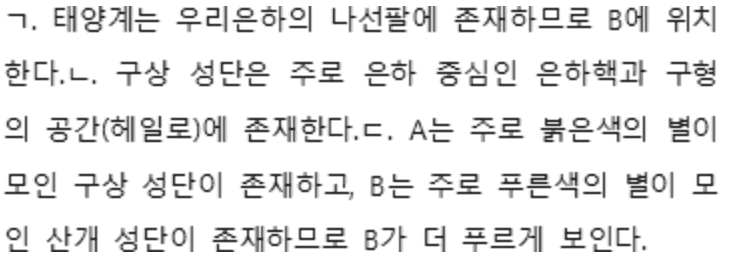 ㄱ. 태양계는 우리은하의 나선팔에 존재하므로 B에 위치
한다.ㄴ. 구상 성단은 주로 은하 중심인 은하핵과 구형
의 공간(헤일로)에 존재한다.ㄷ. A는 주로 붉은색의 별이
모인 구상 성단이 존재하고, B는 주로 푸른색의 별이 모
인 산개 성단이 존재하므로 B가 더 푸르게 보인다.